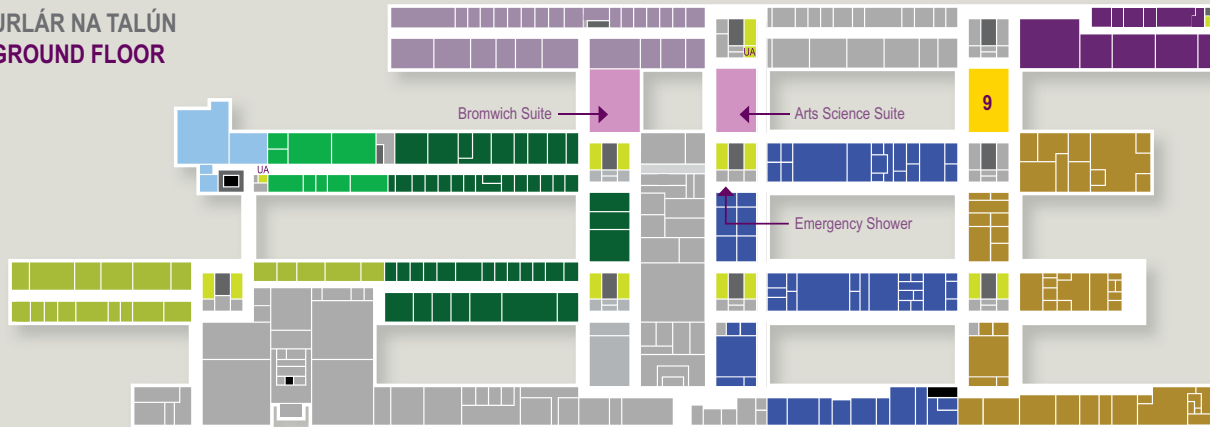 URLÁR NA TALÚN
GROUND FLOOR
UA
9
Bromwich Suite
Arts Science Suite
UA
Emergency Shower